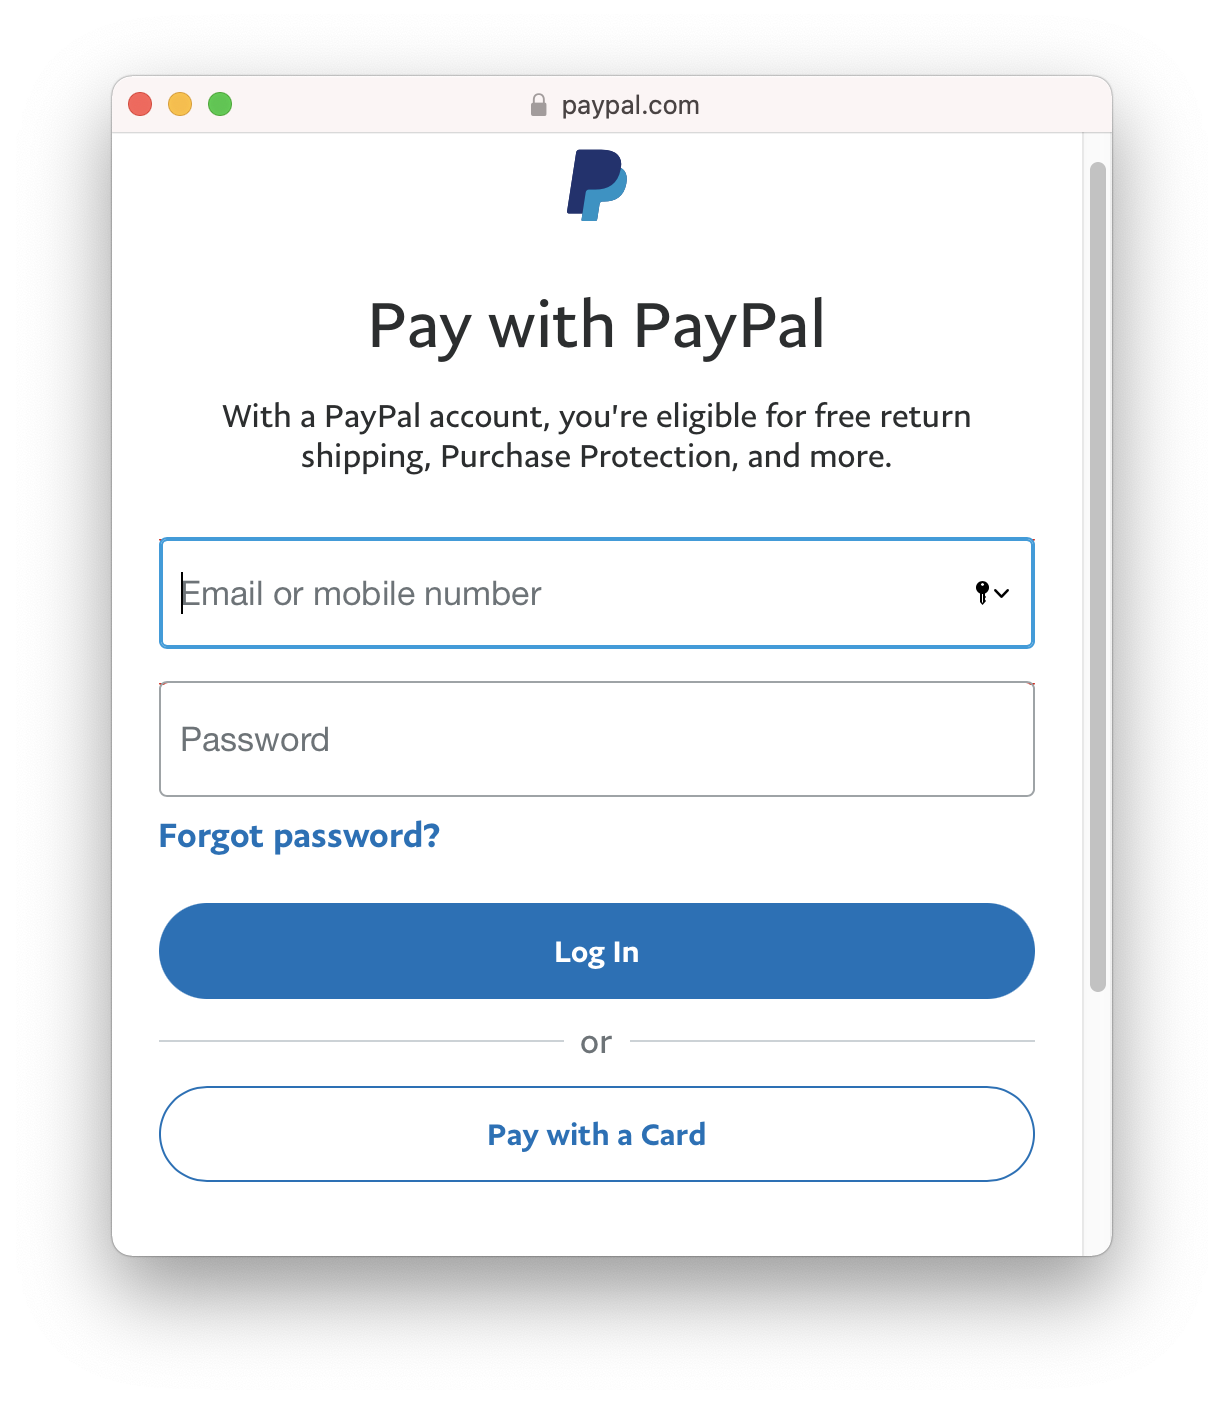 paypal.com
Pay with PayPal
With a PayPal account, you're eligible for free return
shipping, Purchase Protection, and more.
Email or mobile number
Password
Forgot password?
Log In
or
Pay with a Card